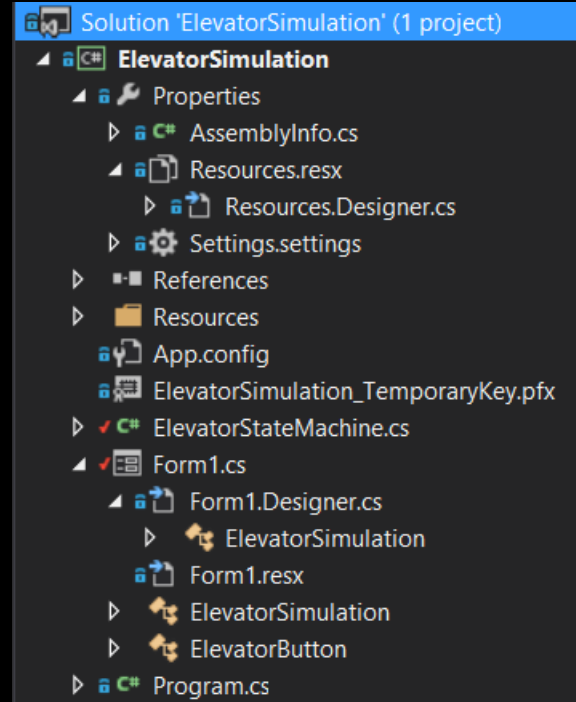 Solution 'ElevatorSimulation' (1 project)
C# ElevatorSimulation
Properties
C# AssemblyInfo.cs
Resources.resx
Resources.Designer.cs
Settings.settings
References
Resources
App.config
ElevatorSimulation_TemporaryKey.pfx
C# ElevatorStateMachine.cs
Form1.cs
Form1.Designer.cs
ElevatorSimulation
Form1.resx
ElevatorSimulation
ElevatorButton
C# Program.cs